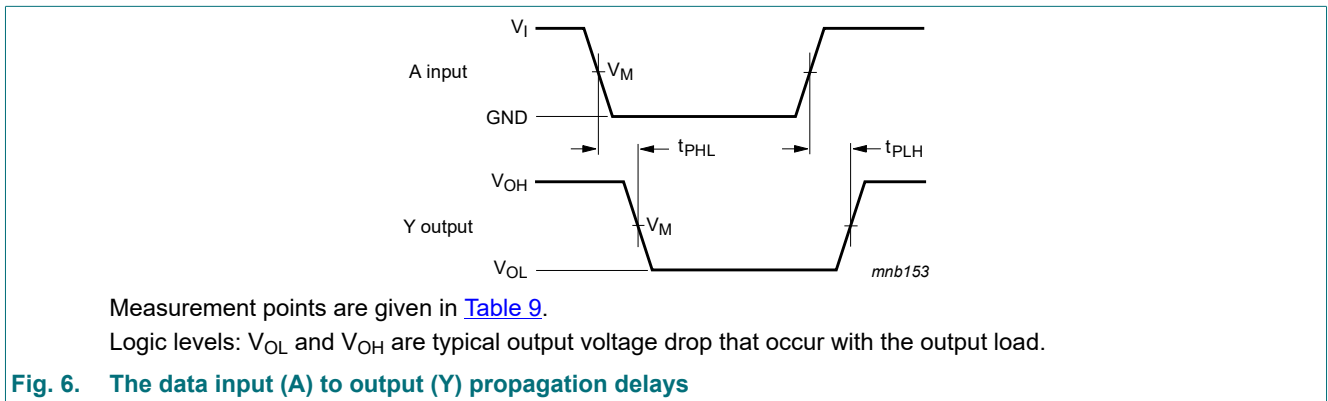 VI
A input
VM
GND
tPHL
tPLH
VOH
Y output
VM
VOL
mnb153
Measurement points are given in Table 9.
Logic levels: VOL and VOH are typical output voltage drop that occur with the output load.
Fig. 6. The data input (A) to output (Y) propagation delays